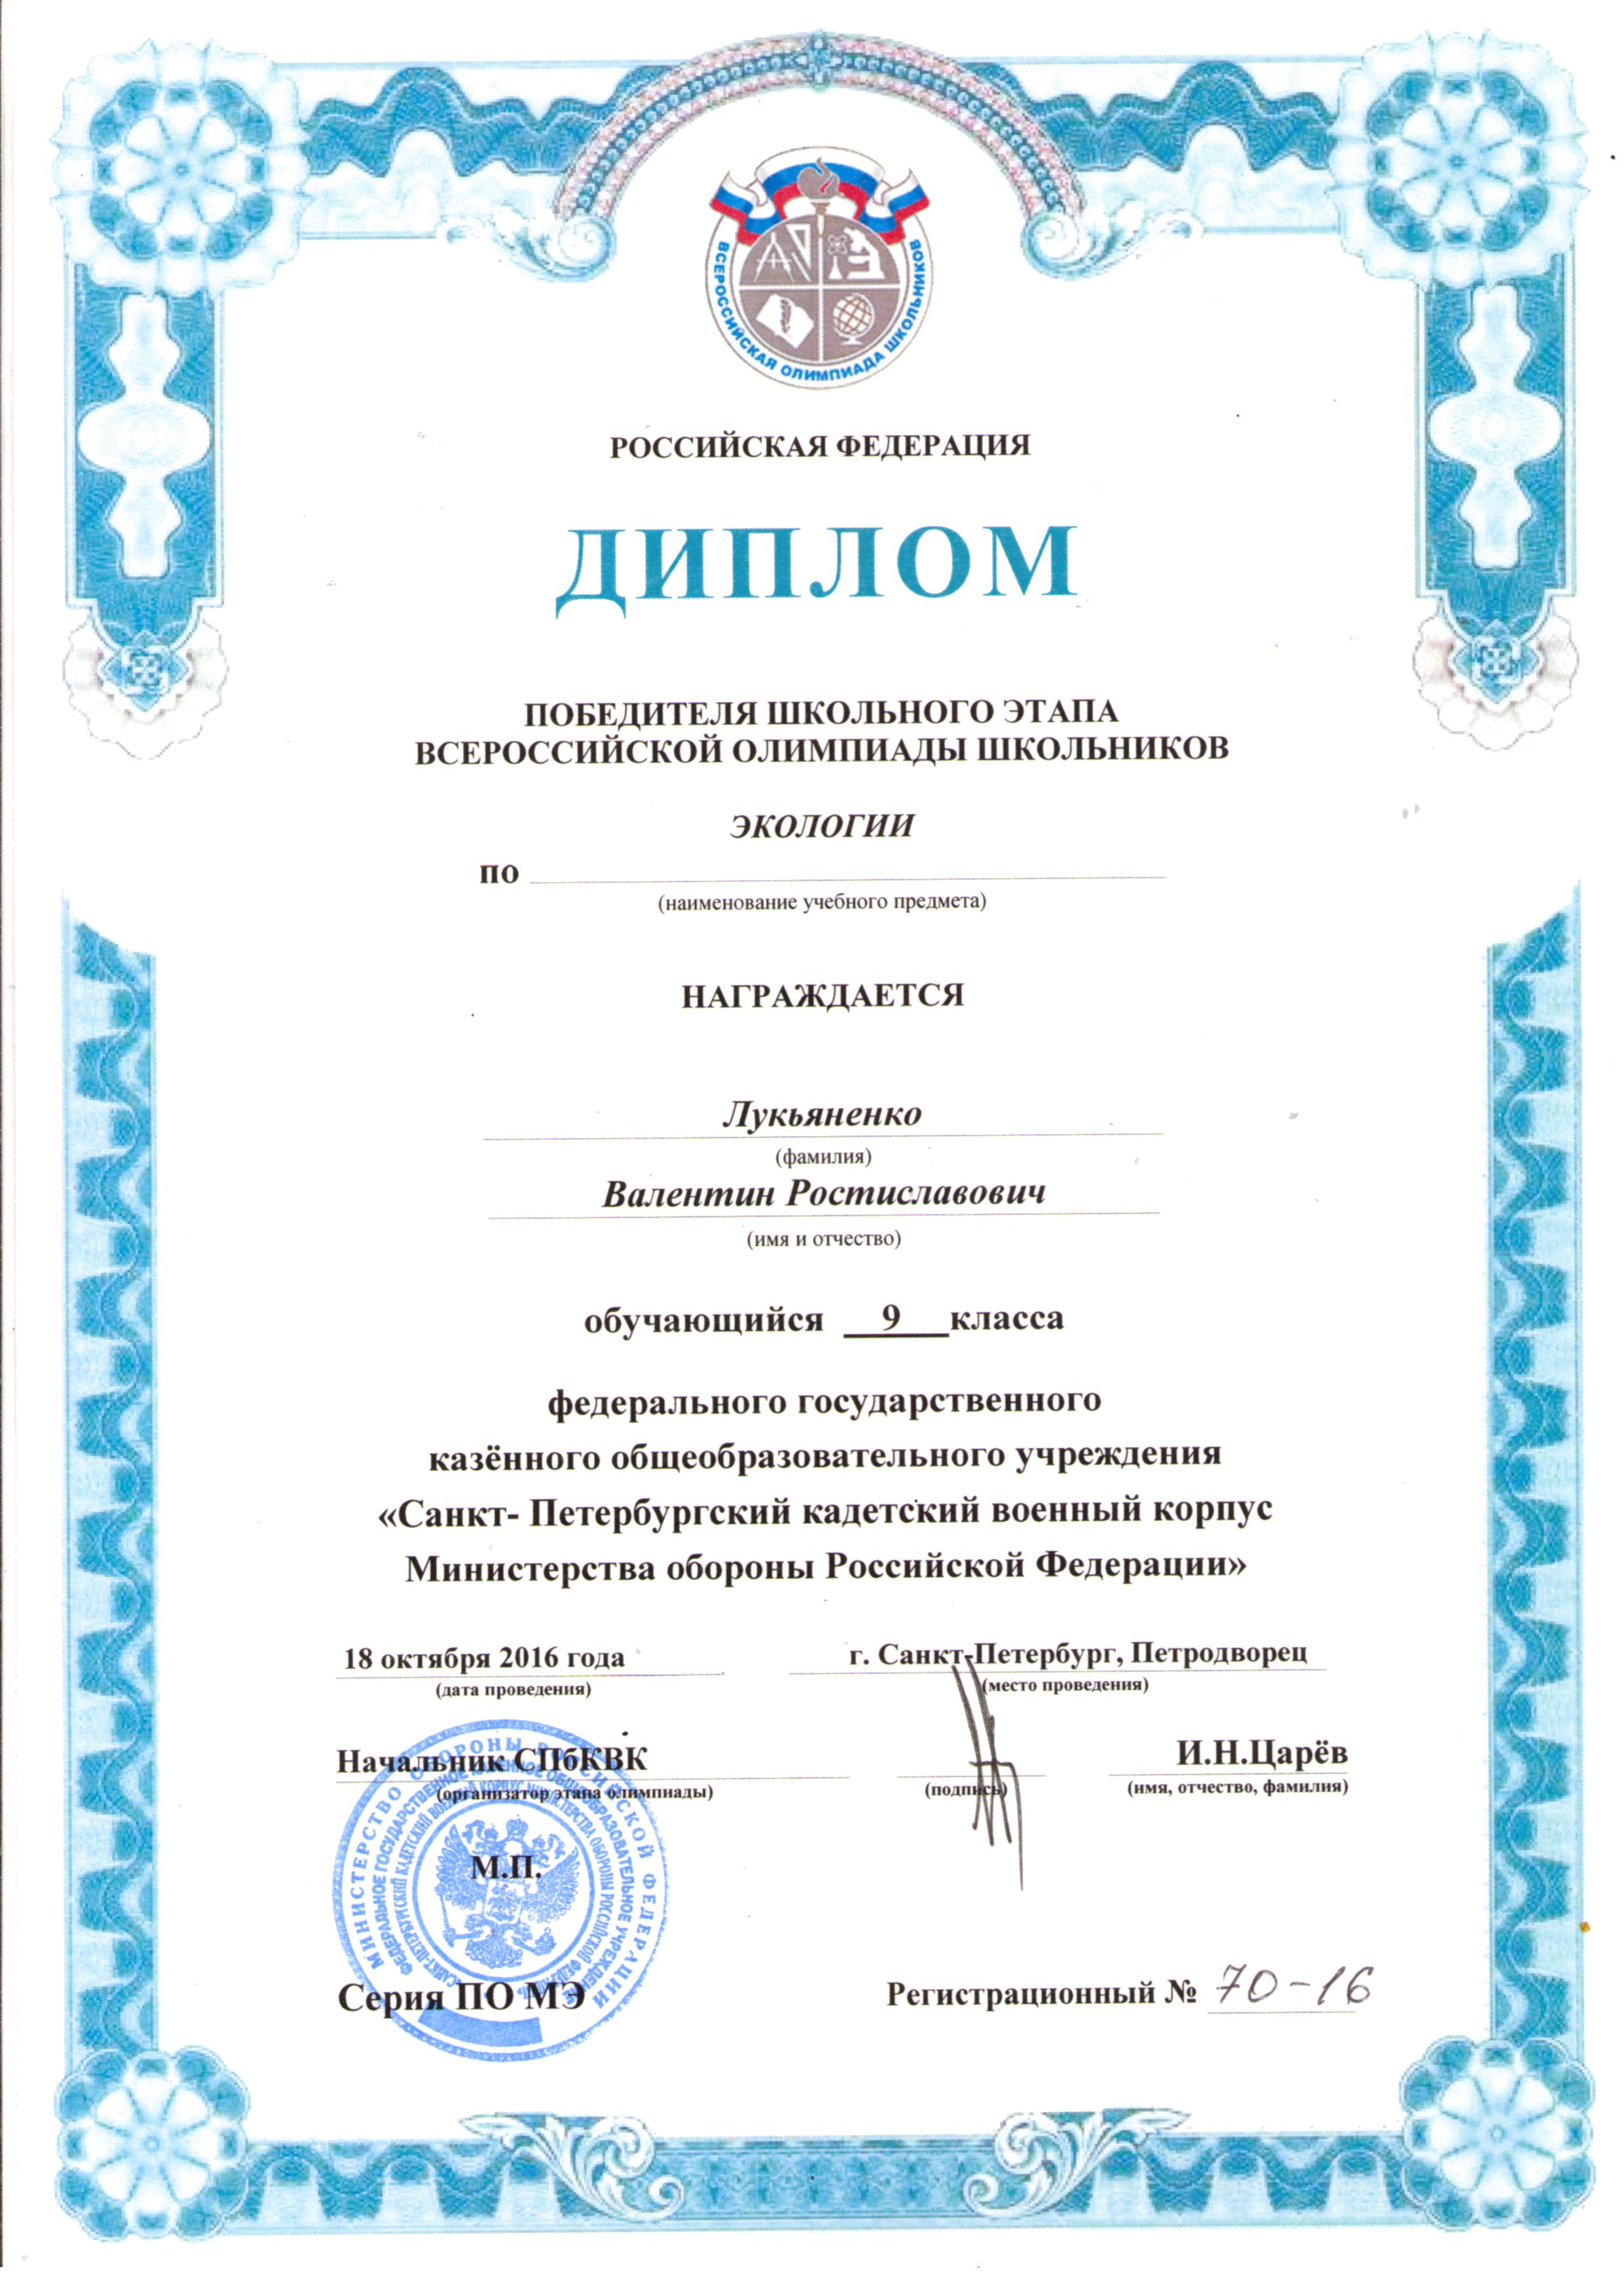 ВСЕРОССИЙСКАЯ ОЛИМПИАДА ШКОЛЬНИКОВ
РОССИЙСКАЯ ФЕДЕРАЦИЯ
ДИПЛОМ
ПОБЕДИТЕЛЯ ШКОЛЬНОГО ЭТАПА
ВСЕРОССИЙСКОЙ ОЛИМПИАДЫ ШКОЛЬНИКОВ
ЭКОЛОГИИ
по
(наименование учебного предмета)
НАГРАЖДАЕТСЯ
Лукьяненко
(фамилия)
Валентин Ростиславович
(имя и отчество)
обучающийся 9 класса
федерального государственного
казённого общеобразовательного учреждения
«Санкт- Петербургский кадетский военный корпус
Министерства обороны Российской Федерации»
18 октября 2016 года г. Санкт-Петербург, Петродворец
(дата проведения) (место проведения)
Начальник СПбКВК И.Н.Царёв
(организатор этапа олимпиады) (подпись) (имя, отчество, фамилия)
МИНИСТЕРСТВО ОБОРОНЫ РОССИЙСКОЙ ФЕДЕРАЦИИ
ФЕДЕРАЛЬНОЕ ГОСУДАРСТВЕННОЕ КАЗЕННОЕ ОБЩЕОБРАЗОВАТЕЛЬНОЕ УЧРЕЖДЕНИЕ
«САНКТ-ПЕТЕРБУРГСКИЙ КАДЕТСКИЙ ВОЕННЫЙ КОРПУС МИНИСТЕРСТВА ОБОРОНЫ РОССИЙСКОЙ ФЕДЕРАЦИИ»
М.П.
Серия ПО МЭ Регистрационный № 70-16